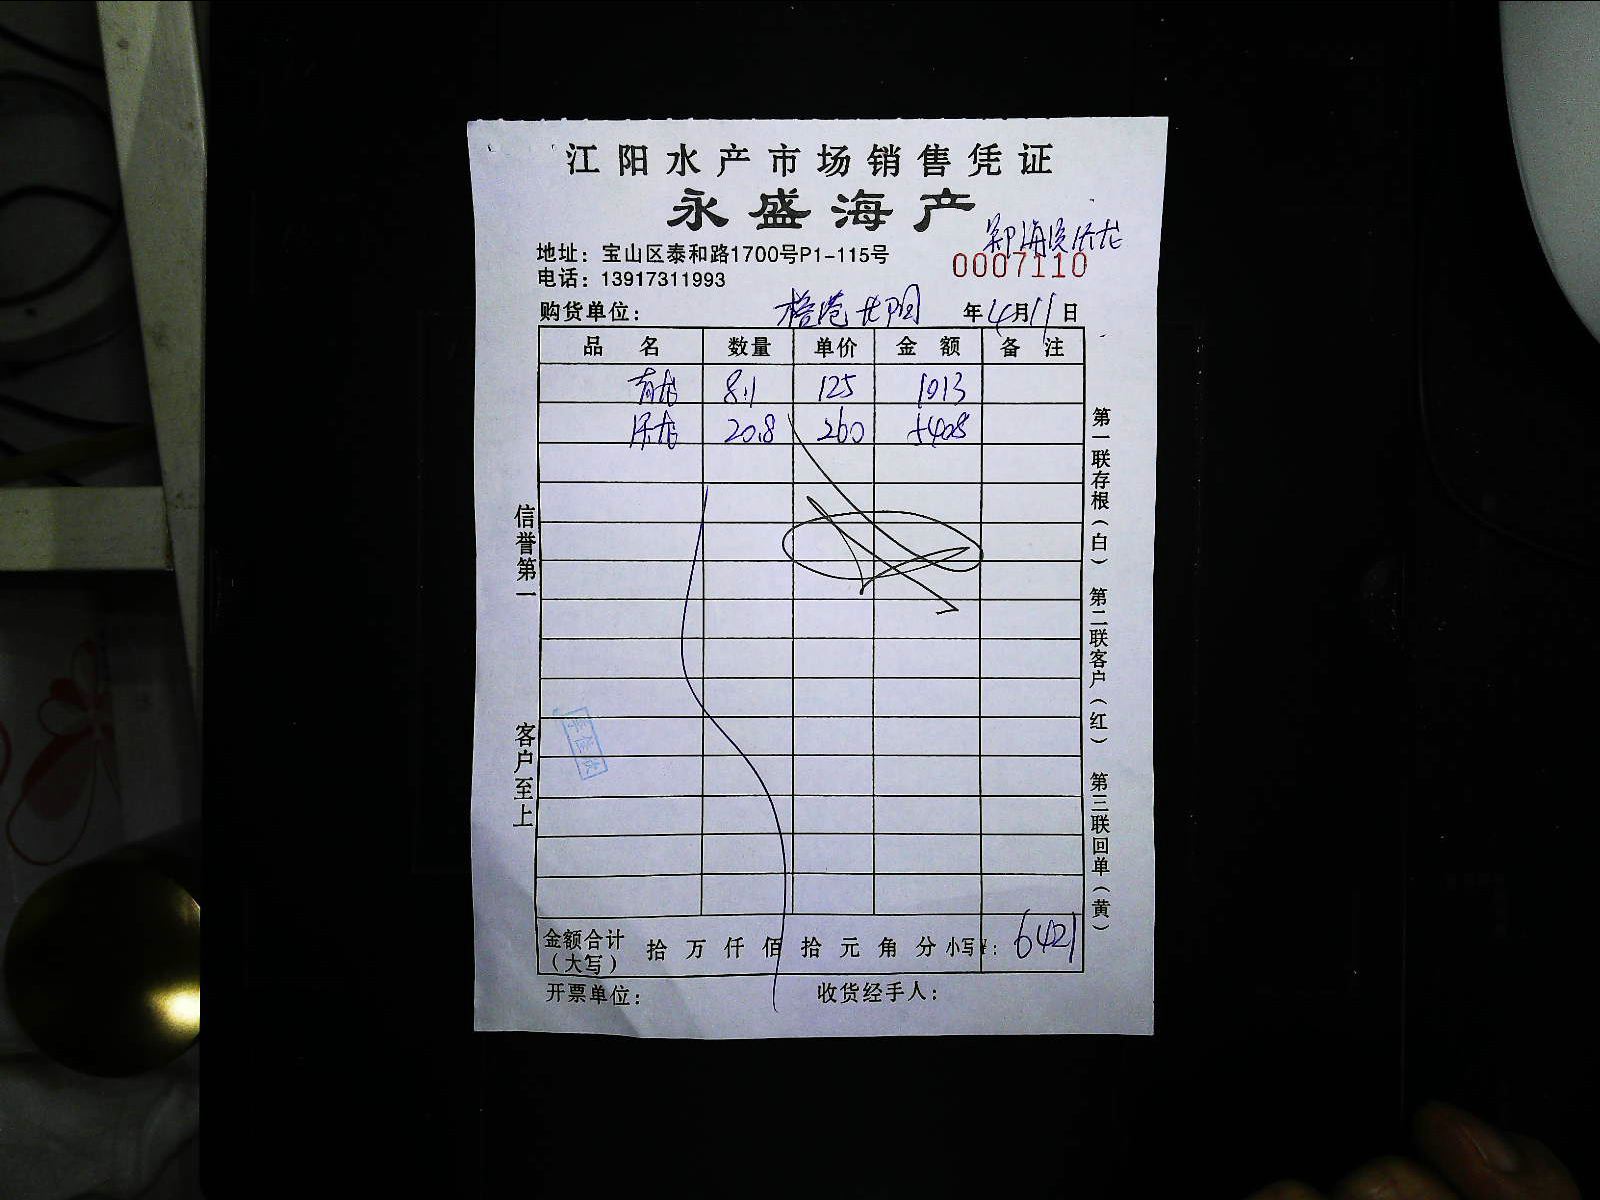 江阳水产市场销售凭证
永盛海产
地址：宝山区泰和路1700号P1-115号
0007110
电话：13917311993
购货单位： 年4月11日
品 名 数量 单价 金 额 备 注
青龙 8.1 125 1013
20.8 260 5408
信誉第一 客户至上
第一联存根（白） 第二联客户（红） 第三联回单（黄）
金额合计（大写） 拾 万 仟 佰 拾 元 角 分 小写¥： 6421
开票单位： 收货经手人：